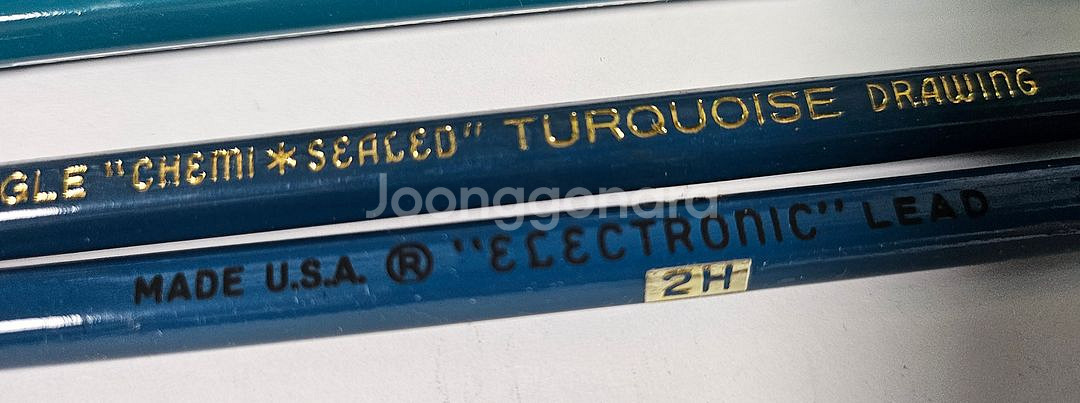 GLE "CHEMI*SEALED" TURQUOISE DRAWING
Joonggonara
MADE U.S.A. ® "ELECTRONIC" LEAD
2H